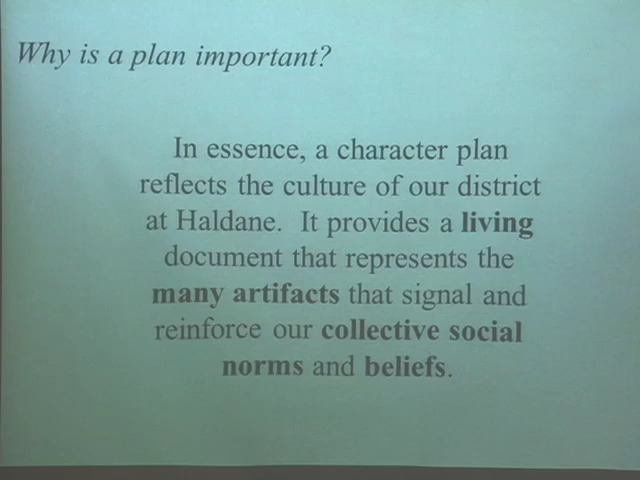 Why is a plan important?
In essence, a character plan
reflects the culture of our district
at Haldane.  It provides a living
document that represents the
many artifacts that signal and
reinforce our collective social
norms and beliefs.